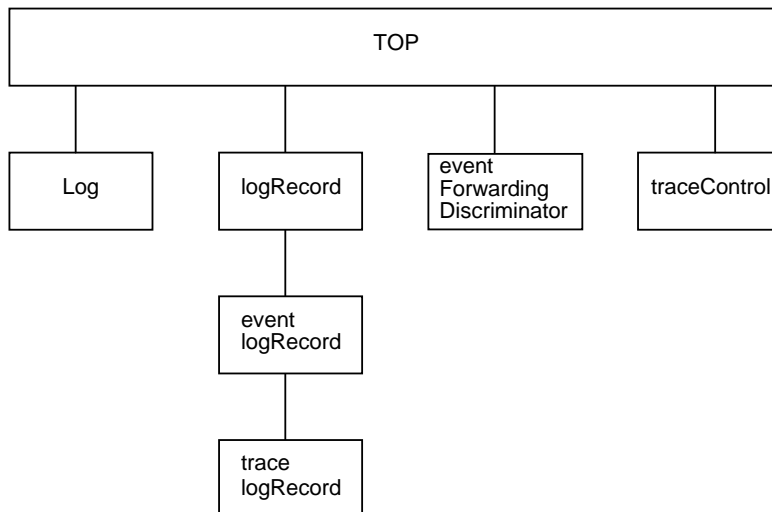 TOP
Log
logRecord
event
Forwarding
Discriminator
traceControl
event
logRecord
trace
logRecord